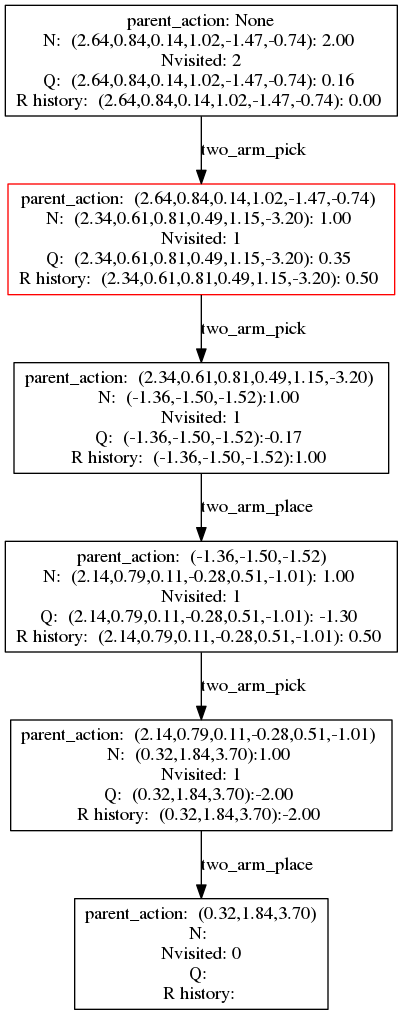 parent_action: None
N: (2.64,0.84,0.14,1.02,-1.47,-0.74): 2.00
Nvisited: 2
Q: (2.64,0.84,0.14,1.02,-1.47,-0.74): 0.16
R history: (2.64,0.84,0.14,1.02,-1.47,-0.74): 0.00
two_arm_pick
parent_action: (2.64,0.84,0.14,1.02,-1.47,-0.74)
N: (2.34,0.61,0.81,0.49,1.15,-3.20): 1.00
Nvisited: 1
Q: (2.34,0.61,0.81,0.49,1.15,-3.20): 0.35
R history: (2.34,0.61,0.81,0.49,1.15,-3.20): 0.50
two_arm_pick
parent_action: (2.34,0.61,0.81,0.49,1.15,-3.20)
N: (-1.36,-1.50,-1.52):1.00
Nvisited: 1
Q: (-1.36,-1.50,-1.52):-0.17
R history: (-1.36,-1.50,-1.52):1.00
two_arm_place
parent_action: (-1.36,-1.50,-1.52)
N: (2.14,0.79,0.11,-0.28,0.51,-1.01): 1.00
Nvisited: 1
Q: (2.14,0.79,0.11,-0.28,0.51,-1.01): -1.30
R history: (2.14,0.79,0.11,-0.28,0.51,-1.01): 0.50
two_arm_pick
parent_action: (2.14,0.79,0.11,-0.28,0.51,-1.01)
N: (0.32,1.84,3.70):1.00
Nvisited: 1
Q: (0.32,1.84,3.70):-2.00
R history: (0.32,1.84,3.70):-2.00
two_arm_place
parent_action: (0.32,1.84,3.70)
N:
Nvisited: 0
Q:
R history: